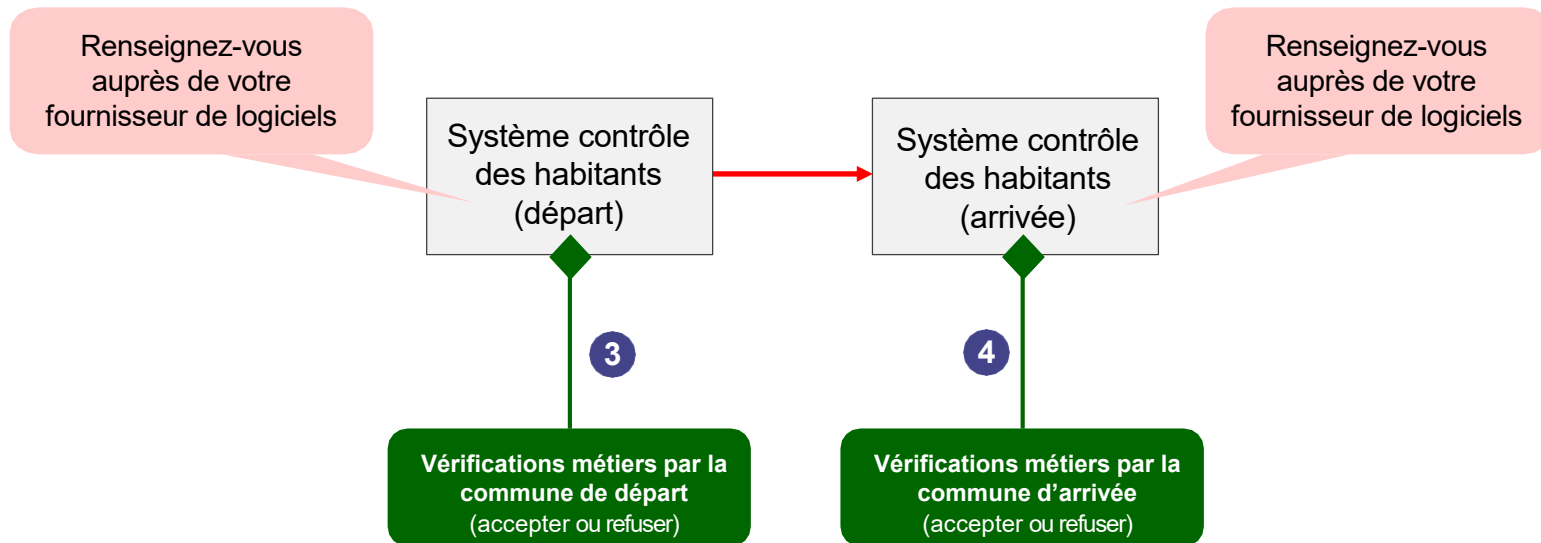 Renseignez-vous
auprès de votre
fournisseur de logiciels
Renseignez-vous
auprès de votre
fournisseur de logiciels
Système contrôle
des habitants
(départ)
Système contrôle
des habitants
(arrivée)
3
4
Vérifications métiers par la
commune de départ
(accepter ou refuser)
Vérifications métiers par la
commune d’arrivée
(accepter ou refuser)